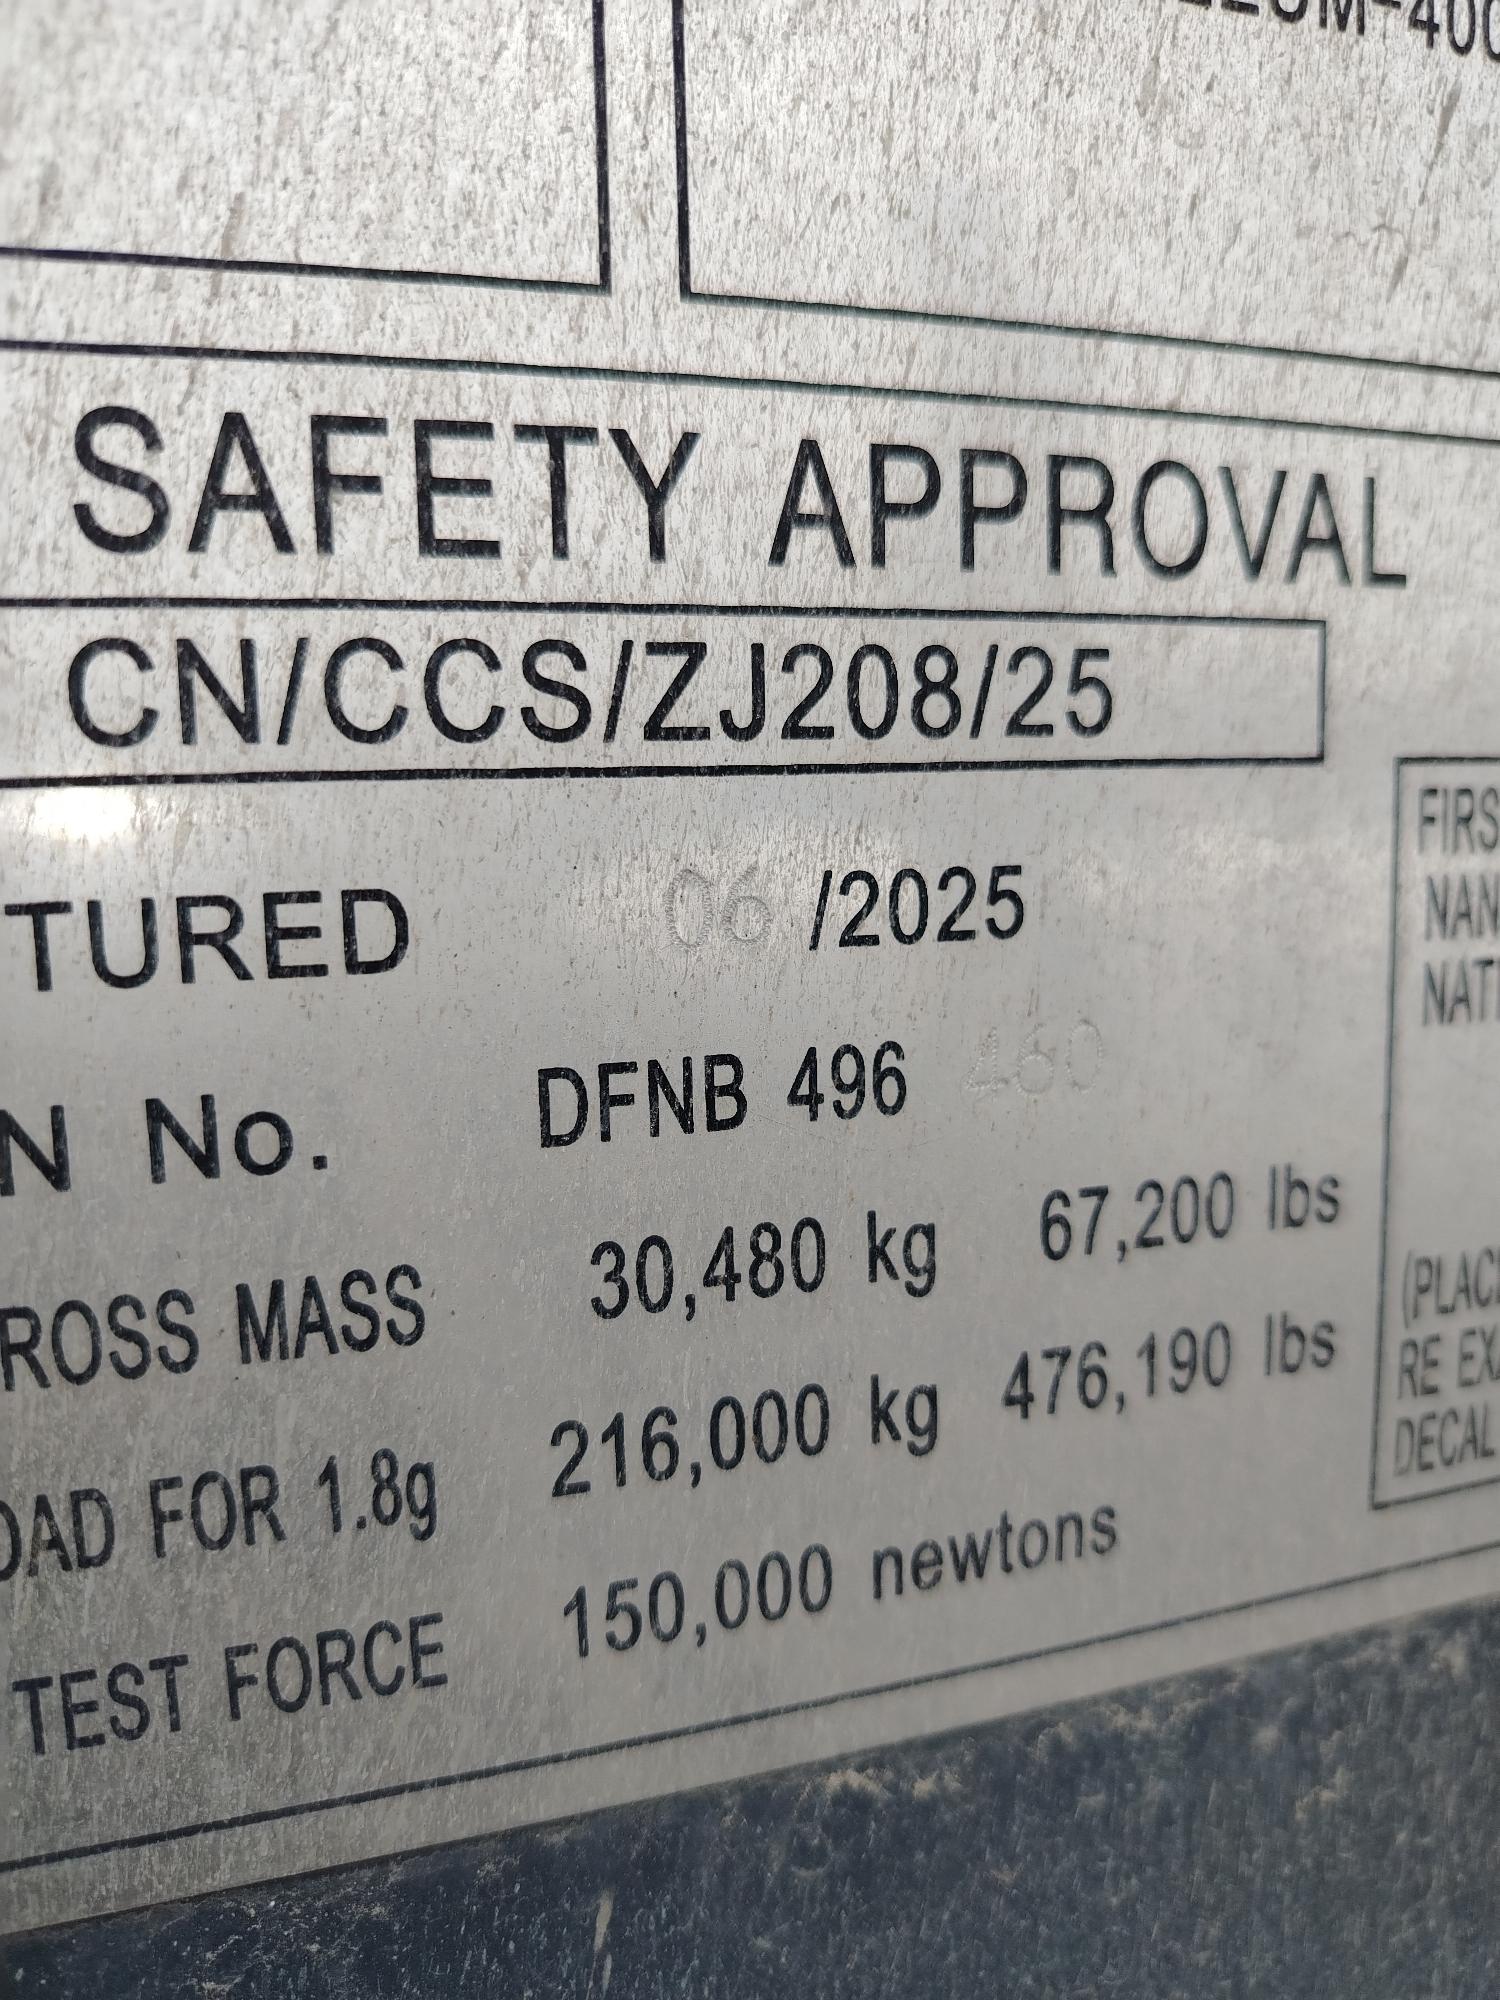 SAFETY APPROVAL
CN/CCS/ZJ208/25
TURED 06 /2025
N No. DFNB 496 460
ROSS MASS 30,480 kg 67,200 lbs
OAD FOR 1.8g 216,000 kg 476,190 lbs
TEST FORCE 150,000 newtons
FIRS
NAN
NATI
(PLAC
RE EX
DECAL